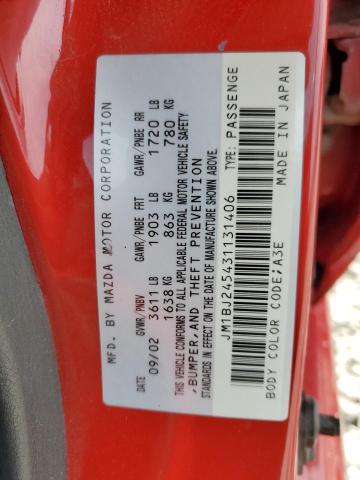 MFD. BY MAZDA MOTOR CORPORATION
DATE GVWR/PNBV GAWR/PNBE FRT GAWR/PNBE RR
09/02 3611 LB 1903 LB 1720 LB
1638 KG 863 KG 780 KG
THIS VEHICLE CONFORMS TO ALL APPLICABLE FEDERAL MOTOR VEHICLE SAFETY
,BUMPER,AND THEFT PREVENTION
STANDARDS IN EFFECT ON THE DATE OF MANUFACTURE SHOWN ABOVE.
JM1BJ245431131406 TYPE: PASSENGE
BODY COLOR CODE;A3E MADE IN JAPAN